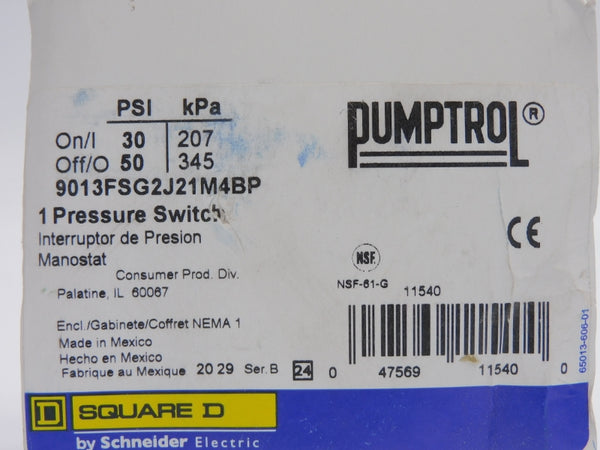 PSI kPa
On/I 30 207
Off/O 50 345
9013FSG2J21M4BP
1 Pressure Switch
Interruptor de Presion
Manostat
Consumer Prod. Div.
Palatine, IL 60067
Encl./Gabinete/Coffret NEMA 1
Made in Mexico
Hecho en Mexico
Fabrique au Mexique 20 29 Ser.B 24
PUMPTROL®
CE
NSF.
NSF-61-G
11540
0 47569 11540 0
65013-606-01
SQUARE D
by Schneider Electric